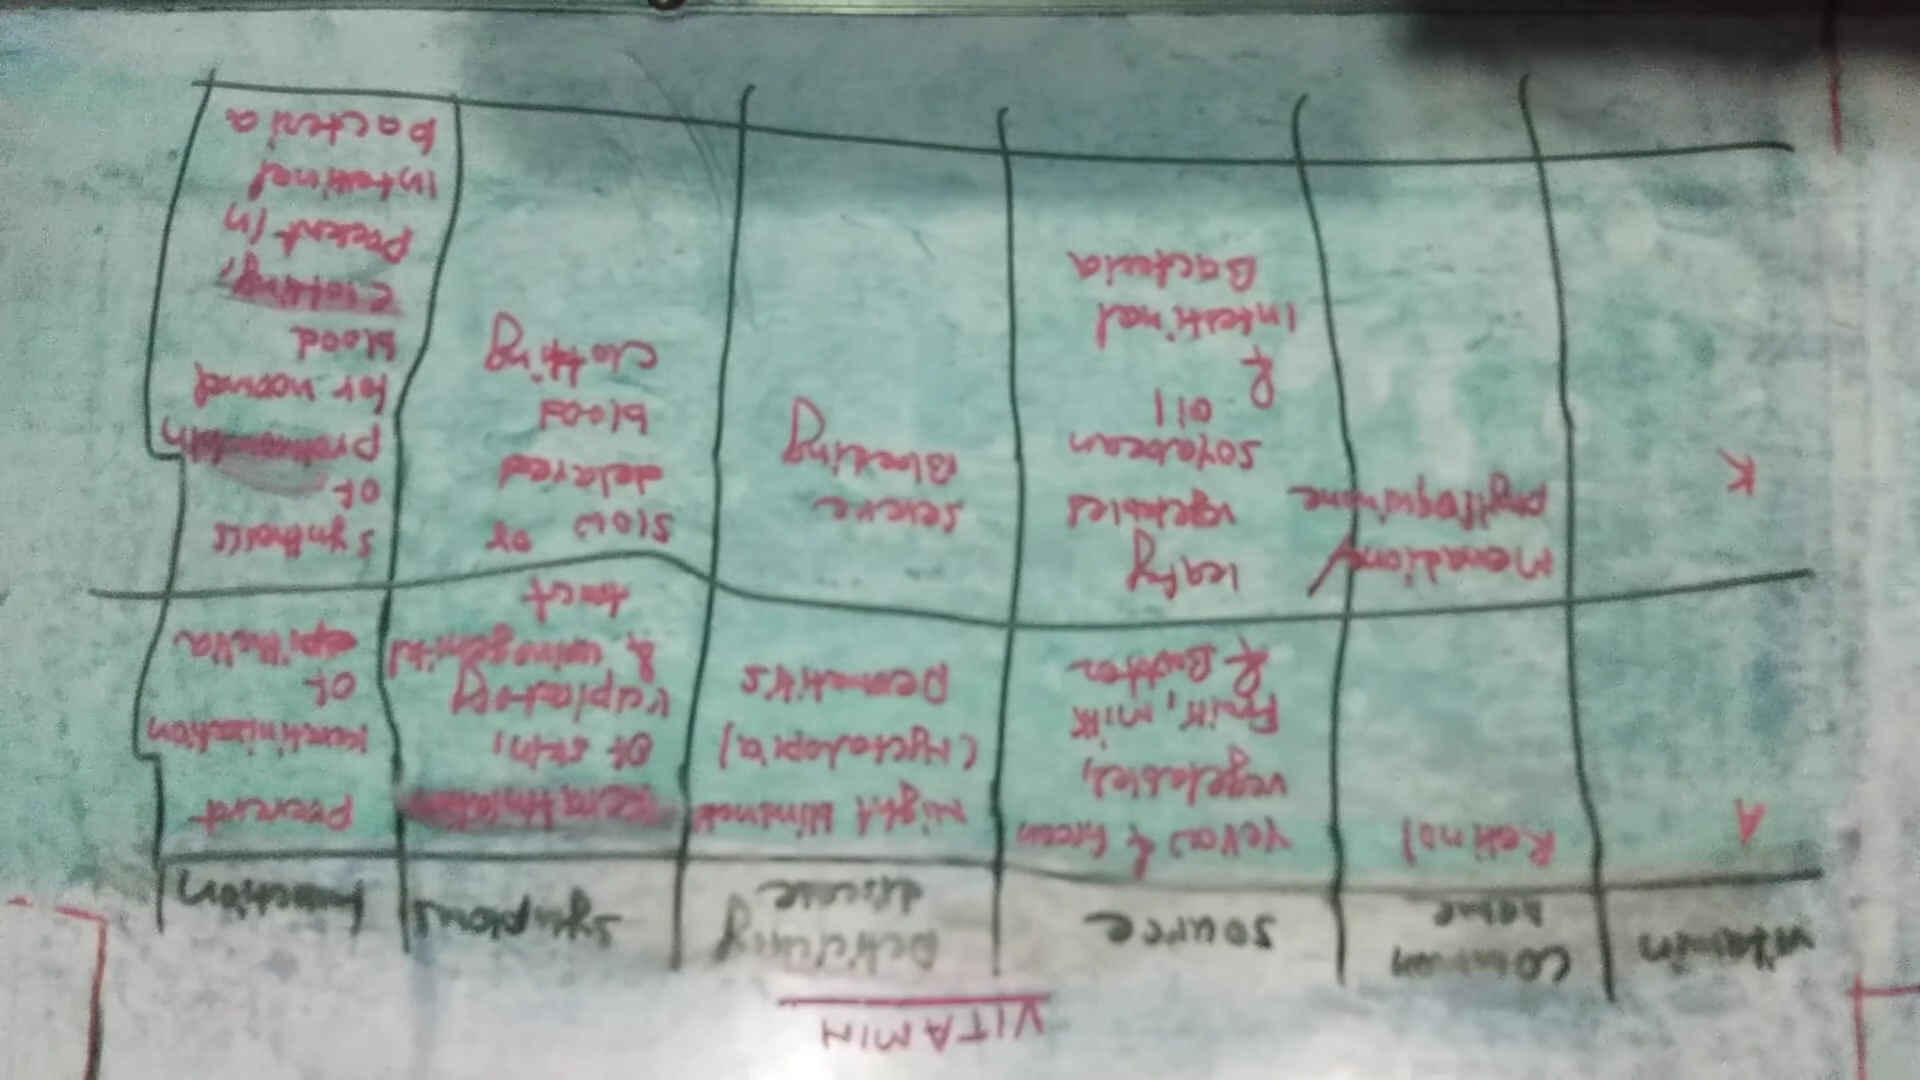 VITAMIN
vitamin
common
name
source
Deficiency
disease
symptoms
function
A
Retinol
Yellow & Green
vegetables,
Fruit, milk
& Butter
Night blindness
(Nyctalopia)
Dermatitis
of skin,
& urinogenital
tract
prevent
keratinization
of
epithelia
K
Menadione/
phylloquinone
leafy
vegetables
soyabean
oil
&
Intestinal
Bacteria
severe
Bleeding
slow or
delayed
blood
clotting
synthesis
of
for normal
blood
clotting,
Present in
Intestinal
bacteria